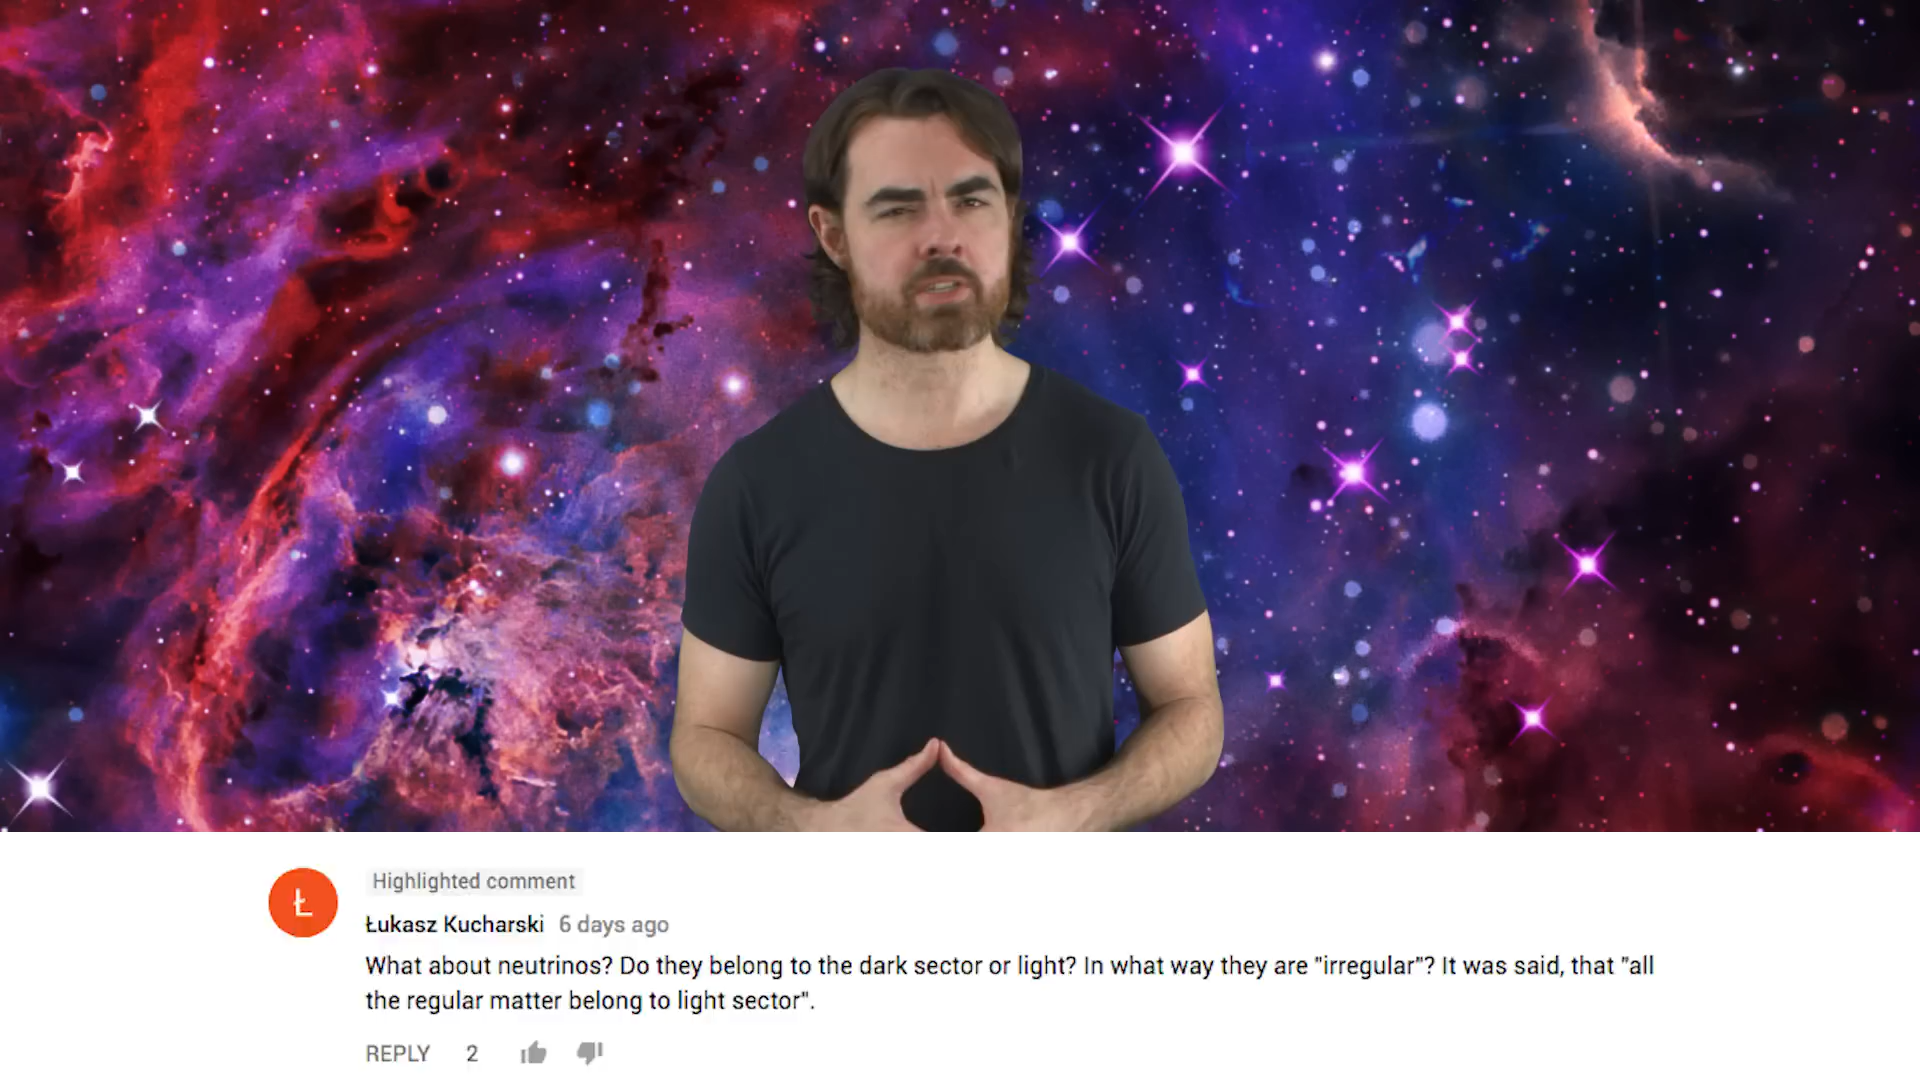 Ł
Highlighted comment
Łukasz Kucharski 6 days ago
What about neutrinos? Do they belong to the dark sector or light? In what way they are "irregular"? It was said, that "all
the regular matter belong to light sector".
REPLY 2